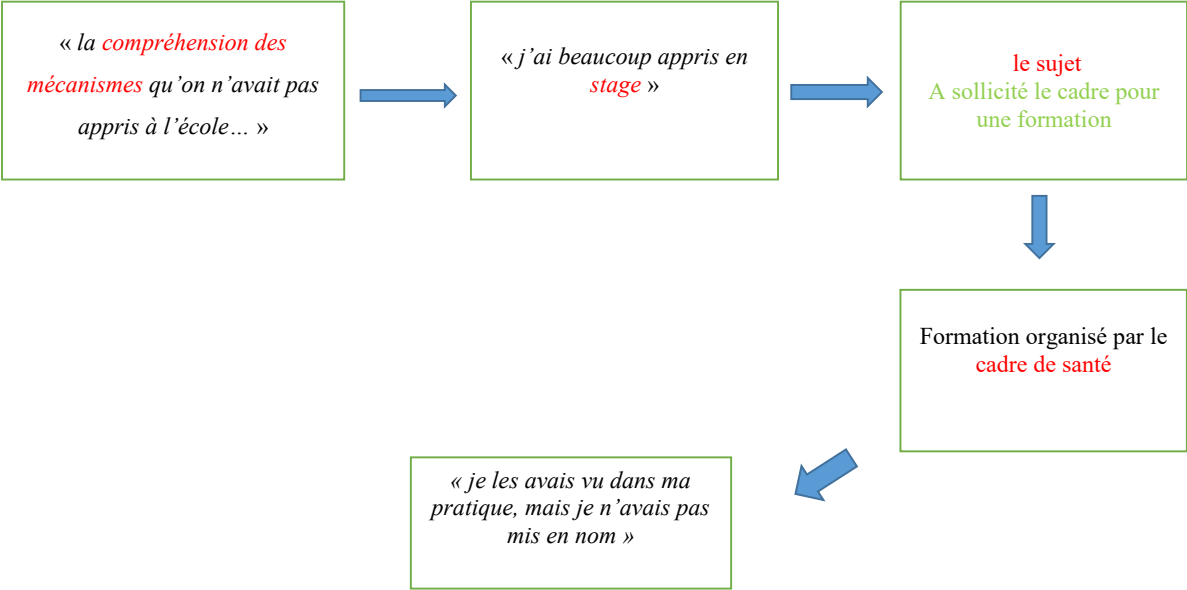 « la compréhension des
mécanismes qu’on n’avait pas
appris à l’école… »
« j’ai beaucoup appris en
stage »
le sujet
A sollicité le cadre pour
une formation
Formation organisé par le
cadre de santé
« je les avais vu dans ma
pratique, mais je n’avais pas
mis en nom »